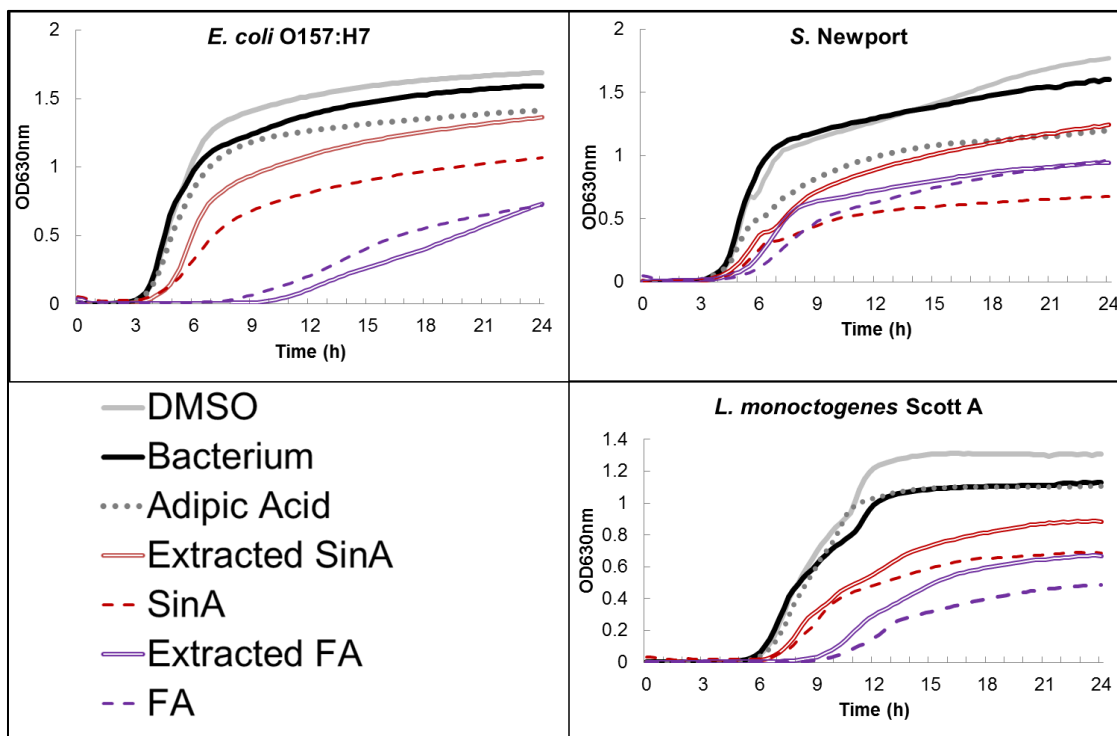 E. coli O157:H7
2
1.5
1
0.5
0
OD630nm
0 3 6 9 12 15 18 21 24
Time (h)
S. Newport
2
1.5
1
0.5
0
OD630nm
0 3 6 9 12 15 18 21 24
Time (h)
DMSO
Bacterium
Adipic Acid
Extracted SinA
SinA
Extracted FA
FA
L. monoctogenes Scott A
1.4
1.2
1
0.8
0.6
0.4
0.2
0
OD630nm
0 3 6 9 12 15 18 21 24
Time (h)